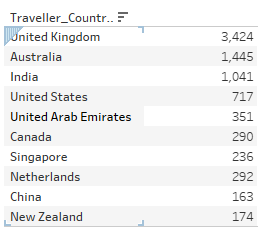 Traveller_Countr..
United Kingdom 3,424
Australia 1,445
India 1,041
United States 717
United Arab Emirates 351
Canada 290
Singapore 236
Netherlands 292
China 163
New Zealand 174